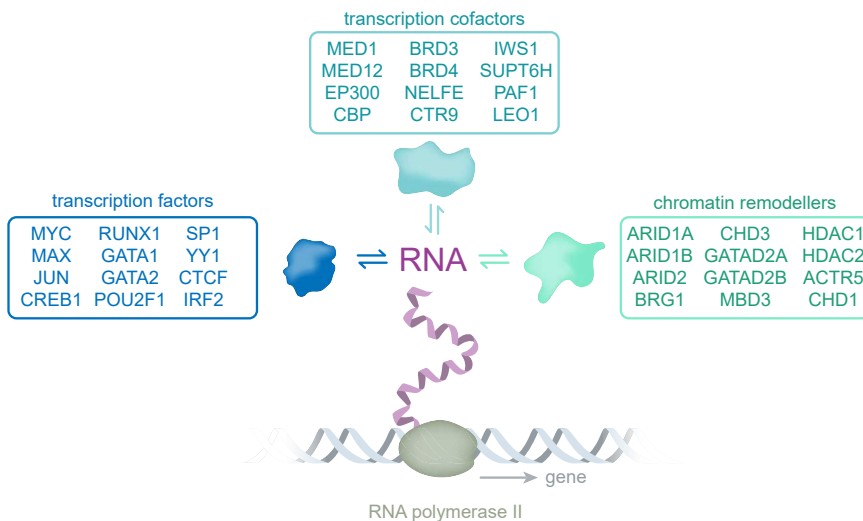 transcription cofactors
MED1 BRD3 IWS1
MED12 BRD4 SUPT6H
EP300 NELFE PAF1
CBP CTR9 LEO1
transcription factors
MYC RUNX1 SP1
MAX GATA1 YY1
JUN GATA2 CTCF
CREB1 POU2F1 IRF2
RNA
chromatin remodellers
ARID1A CHD3 HDAC1
ARID1B GATAD2A HDAC2
ARID2 GATAD2B ACTR5
BRG1 MBD3 CHD1
gene
RNA polymerase II